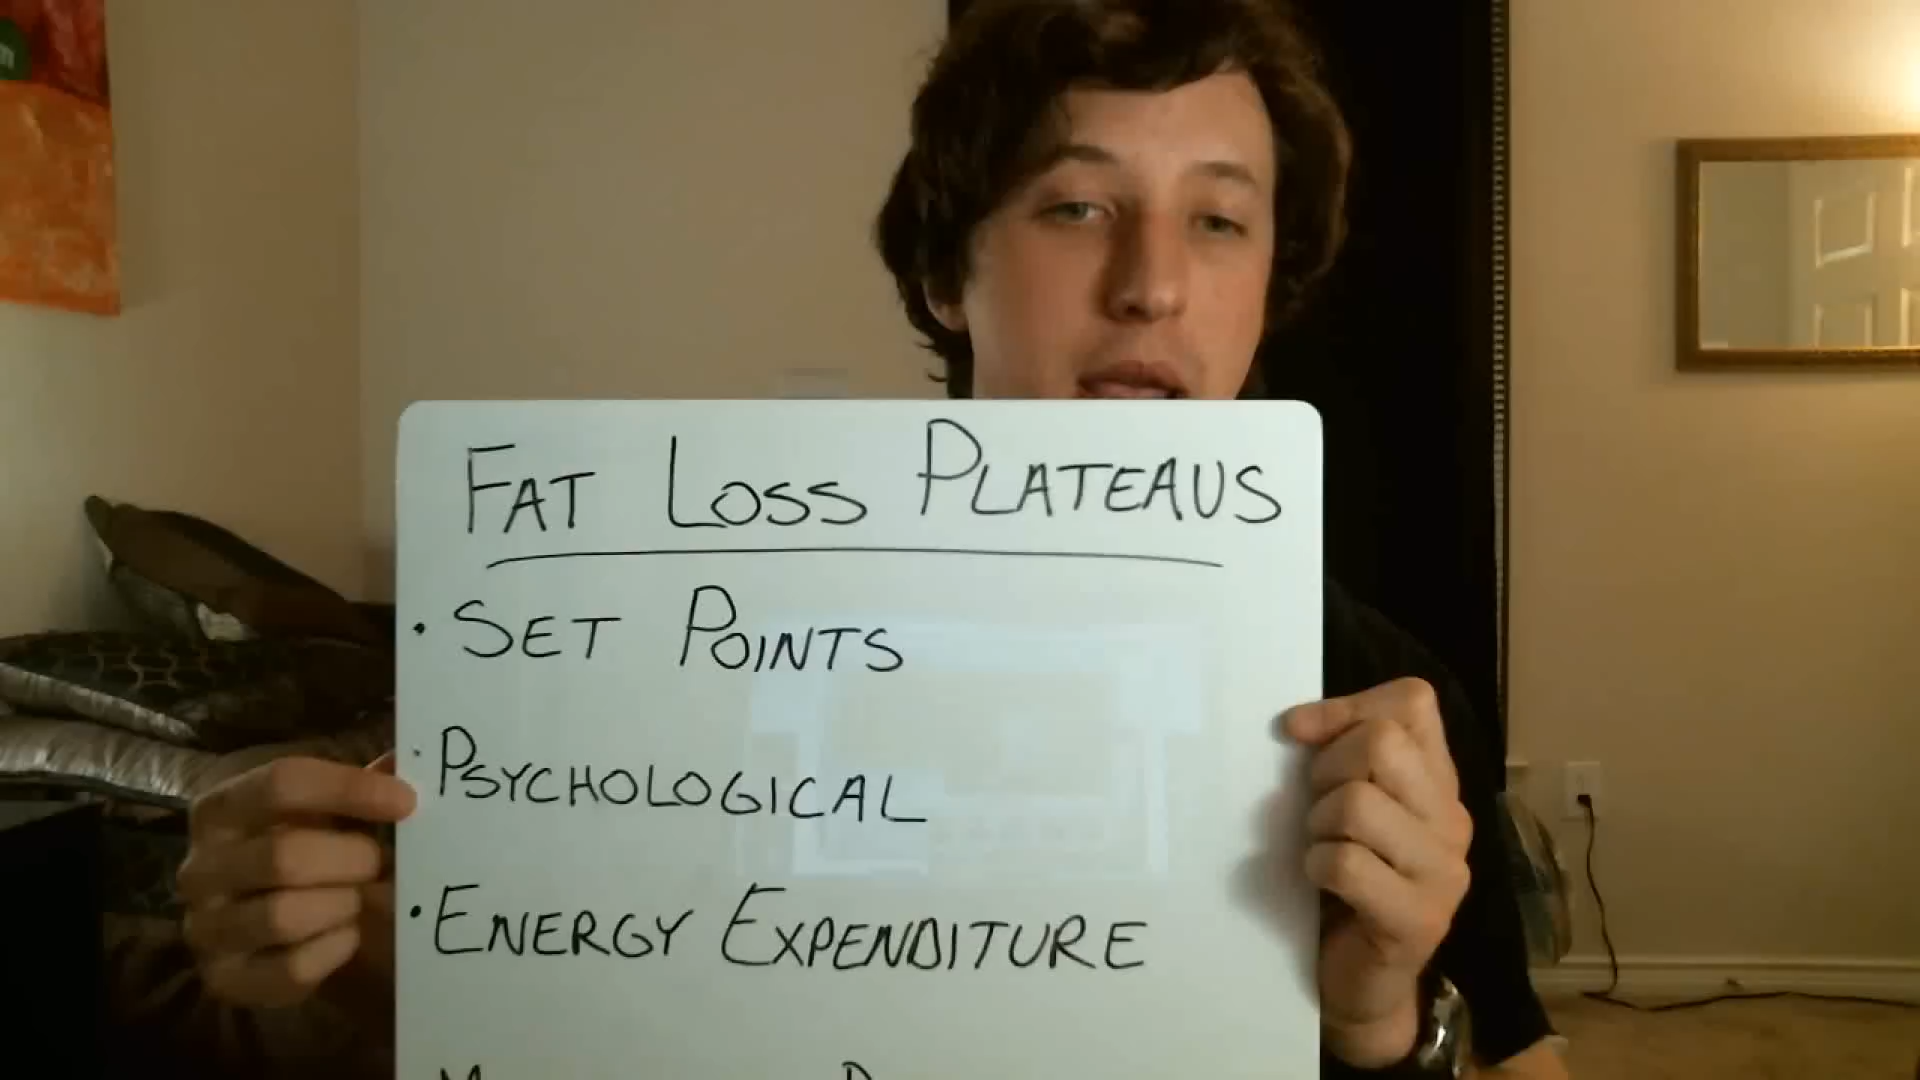 FAT LOSS PLATEAUS
• SET POINTS
• PSYCHOLOGICAL
• ENERGY EXPENDITURE